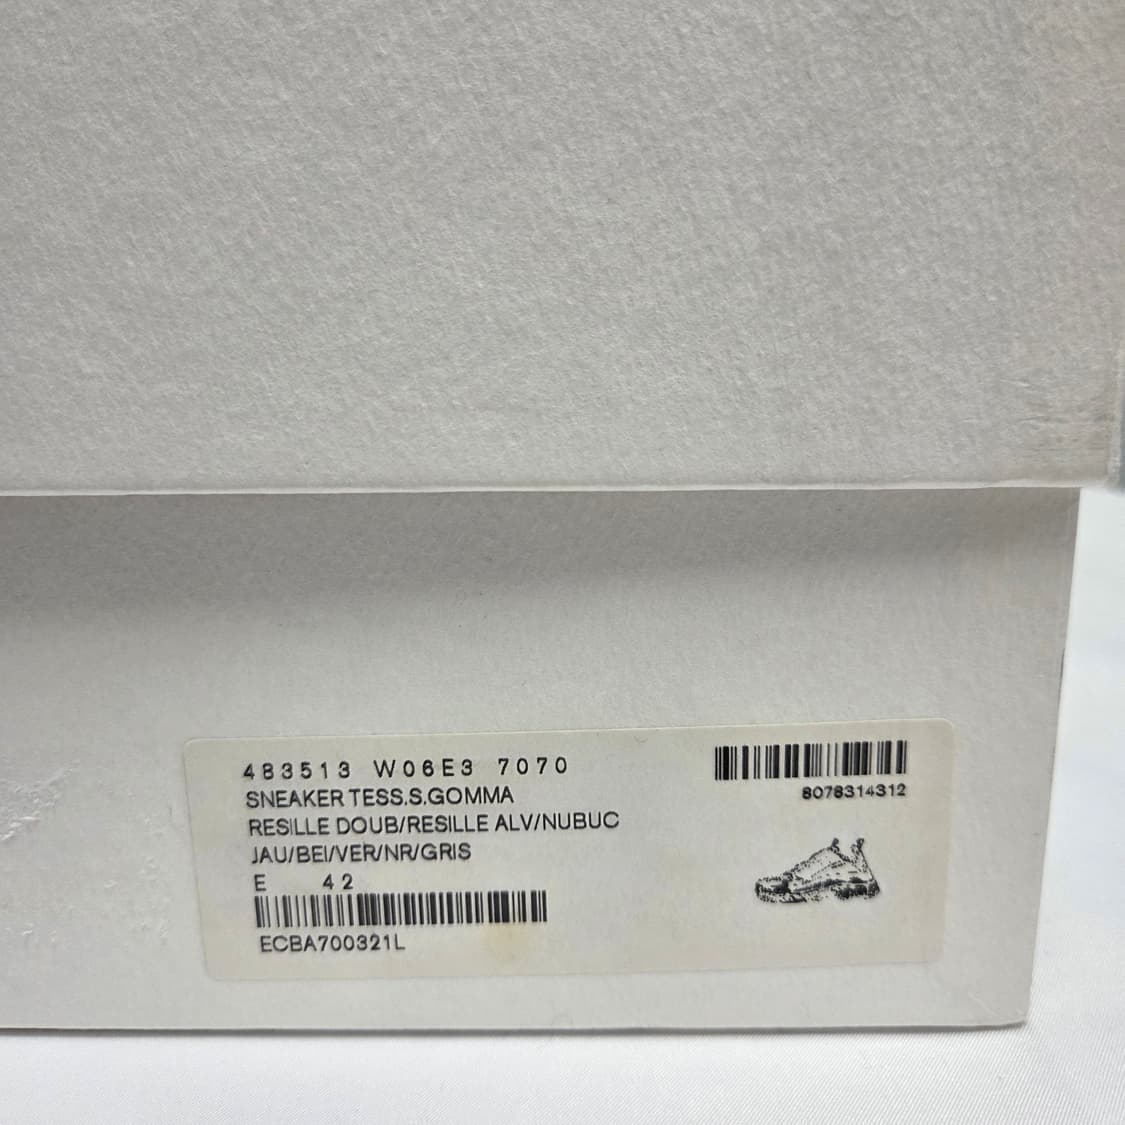 483513 W06E3 7070
SNEAKER TESS.S.GOMMA
RESILLE DOUB/RESILLE ALV/NUBUC
JAU/BEI/VER/NR/GRIS
E 42
ECBA700321L
8078314312